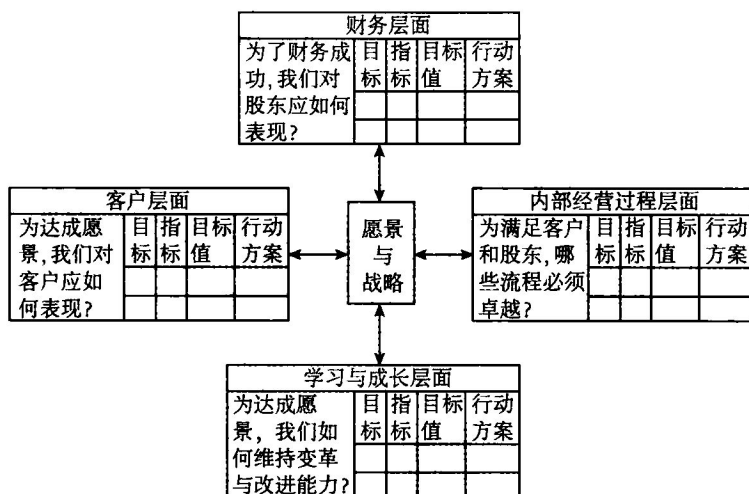 财务层面
为了财务成 目 指 目标 行动
功,我们对 标 标 值 方案
股东应如何
表现?
客户层面
为达成愿 目 指 目标 行动
景,我们对 标 标 值 方案
客户应如
何表现?
愿景
与
战略
内部经营过程层面
为满足客户 目 指 目标 行动
和股东,哪 标 标 值 方案
些流程必须
卓越?
学习与成长层面
为达成愿 目 指 目标 行动
景，我们如 标 标 值 方案
何维持变革
与改进能力?